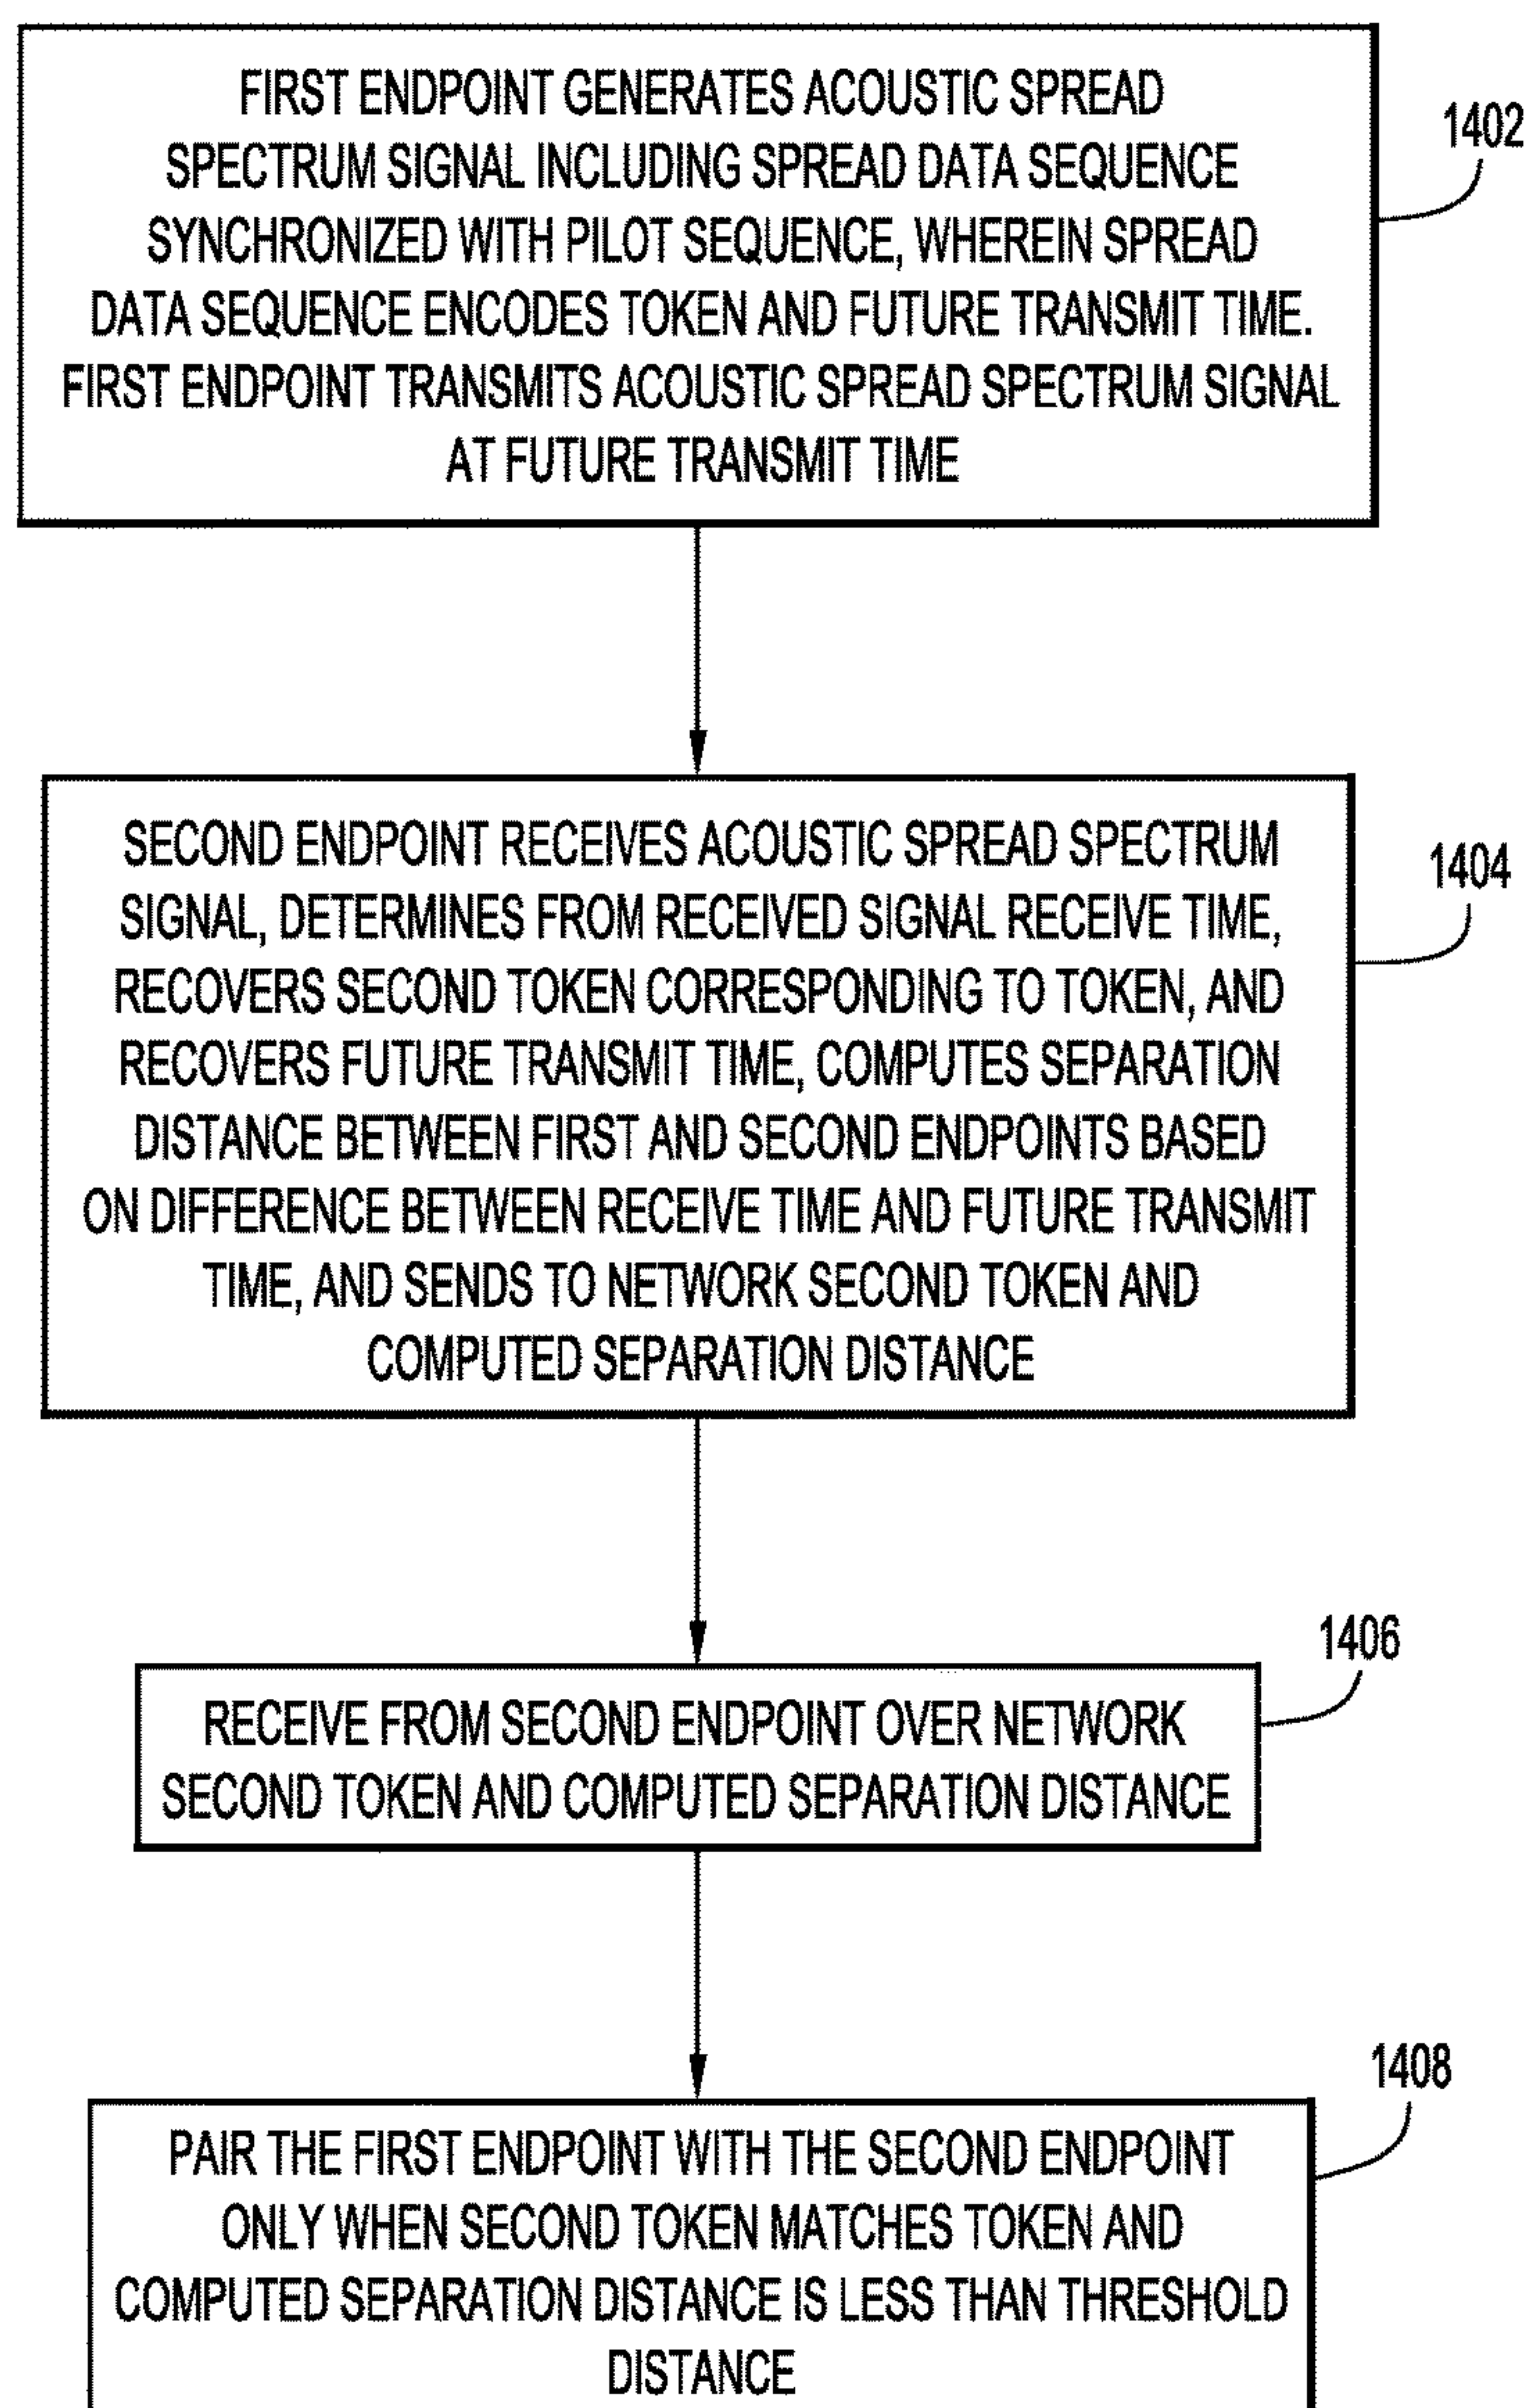 FIRST ENDPOINT GENERATES ACOUSTIC SPREAD
SPECTRUM SIGNAL INCLUDING SPREAD DATA SEQUENCE
SYNCHRONIZED WITH PILOT SEQUENCE, WHEREIN SPREAD
DATA SEQUENCE ENCODES TOKEN AND FUTURE TRANSMIT TIME.
FIRST ENDPOINT TRANSMITS ACOUSTIC SPREAD SPECTRUM SIGNAL
AT FUTURE TRANSMIT TIME
1402
SECOND ENDPOINT RECEIVES ACOUSTIC SPREAD SPECTRUM
SIGNAL, DETERMINES FROM RECEIVED SIGNAL RECEIVE TIME,
RECOVERS SECOND TOKEN CORRESPONDING TO TOKEN, AND
RECOVERS FUTURE TRANSMIT TIME, COMPUTES SEPARATION
DISTANCE BETWEEN FIRST AND SECOND ENDPOINTS BASED
ON DIFFERENCE BETWEEN RECEIVE TIME AND FUTURE TRANSMIT
TIME, AND SENDS TO NETWORK SECOND TOKEN AND
COMPUTED SEPARATION DISTANCE
1404
RECEIVE FROM SECOND ENDPOINT OVER NETWORK
SECOND TOKEN AND COMPUTED SEPARATION DISTANCE
1406
PAIR THE FIRST ENDPOINT WITH THE SECOND ENDPOINT
ONLY WHEN SECOND TOKEN MATCHES TOKEN AND
COMPUTED SEPARATION DISTANCE IS LESS THAN THRESHOLD
DISTANCE
1408